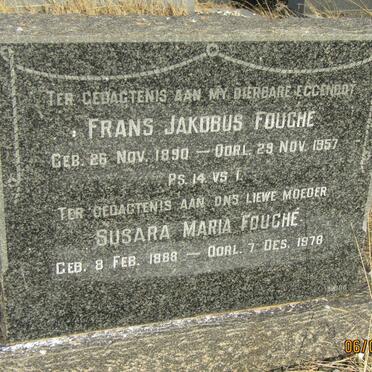 TER GEDAGTENIS AAN MY DIERBARE EGGENOOT
FRANS JAKOBUS FOUCHÉ
GEB. 26 NOV. 1890 — OORL. 29 NOV. 1957
PS. 14 VS 1.
TER GEDAGTENIS AAN ONS LIEWE MOEDER
SUSARA MARIA FOUCHÉ
GEB. 8 FEB. 1888 — OORL. 7 DES. 1978
06/